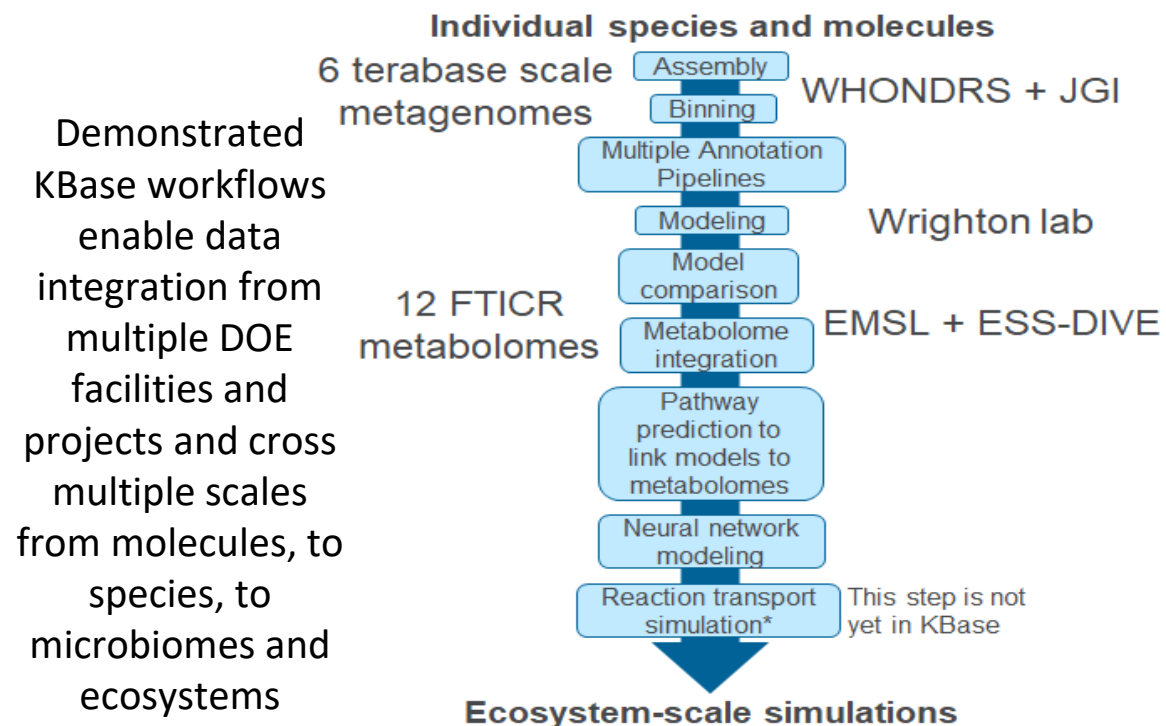 Individual species and molecules
6 terabase scale
metagenomes
Assembly
Binning
WHONDRS + JGI
Demonstrated
KBase workflows
enable data
integration from
multiple DOE
facilities and
projects and cross
multiple scales
from molecules, to
species, to
microbiomes and
ecosystems
Multiple Annotation
Pipelines
Modeling
Wrighton lab
Model
comparison
12 FTICR
metabolomes
Metabolome
integration
EMSL + ESS-DIVE
Pathway
prediction to
link models to
metabolomes
Neural network
modeling
Reaction transport
simulation*
This step is not
yet in KBase
Ecosystem-scale simulations